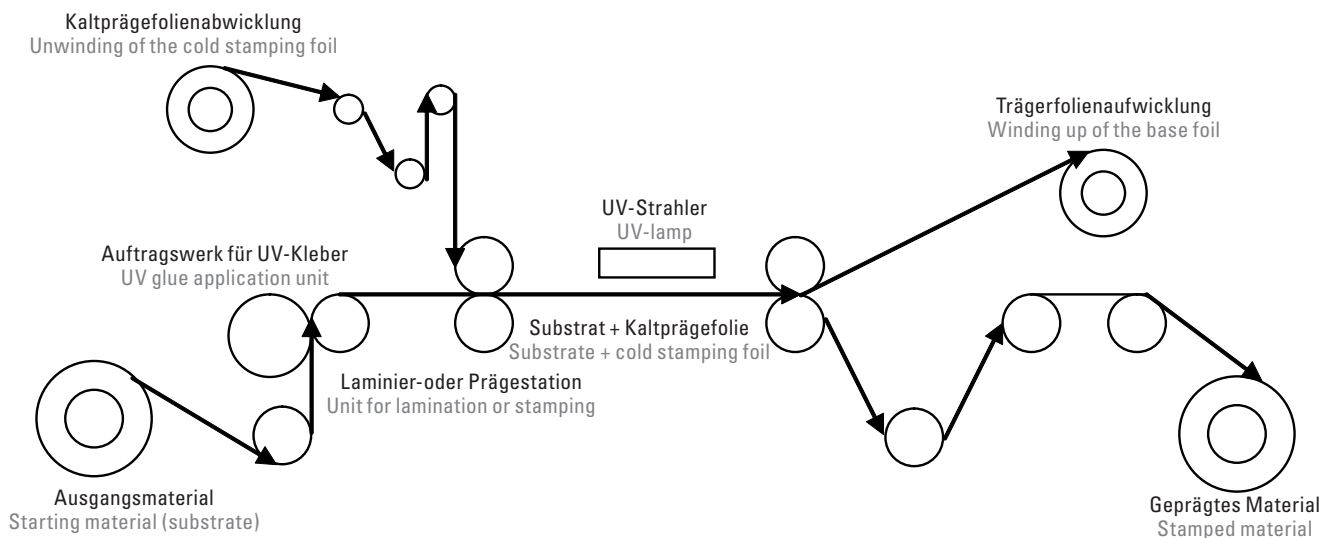 Kaltprägefolienabwicklung
Unwinding of the cold stamping foil
Trägerfolienaufwicklung
Winding up of the base foil
UV-Strahler
UV-lamp
Auftragswerk für UV-Kleber
UV glue application unit
Substrat + Kaltprägefolie
Substrate + cold stamping foil
Laminier-oder Prägestation
Unit for lamination or stamping
Ausgangsmaterial
Starting material (substrate)
Geprägtes Material
Stamped material